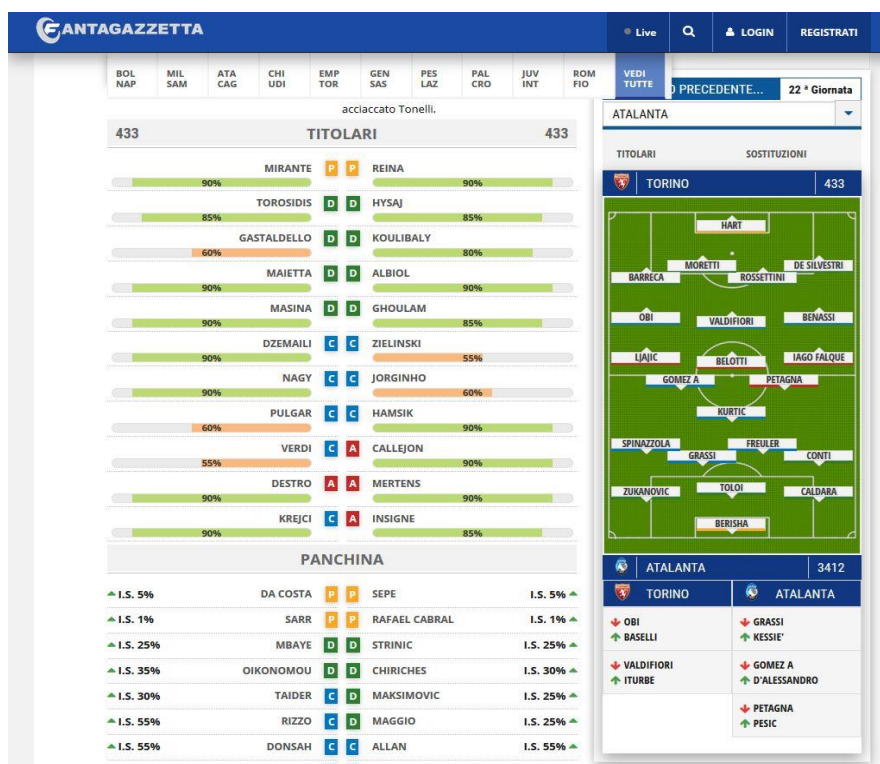 FANTAGAZZETTA
Live LOGIN REGISTRATI
BOL MIL ATA CHI EMP GEN PES PAL JUV ROM VEDI
NAP SAM CAG UDI TOR SAS LAZ CRO INT FIO TUTTE
acciaccato Tonelli.
433 TITOLARI 433
MIRANTE P P REINA
90% 90%
TOROSIDIS D D HYSAJ
85% 85%
GASTALDELLO D D KOULIBALY
60% 80%
MAIETTA D D ALBIOL
90% 90%
MASINA D D GHOULAM
90% 85%
DZEMAILI C C ZIELINSKI
90% 55%
NAGY C C JORGINHO
90% 60%
PULGAR C C HAMSIK
60% 90%
VERDI C A CALLEJON
55% 90%
DESTRO A A MERTENS
90% 90%
KREJCI C A INSIGNE
90% 85%
PANCHINA
I.S. 5% DA COSTA P P SEPE I.S. 5%
I.S. 1% SARR P P RAFAEL CABRAL I.S. 1%
I.S. 25% MBAYE D D STRINIC I.S. 25%
I.S. 35% OIKONOMOU D D CHIRICHES I.S. 30%
I.S. 30% TAIDER C D MAKSIMOVIC I.S. 25%
I.S. 55% RIZZO C D MAGGIO I.S. 25%
I.S. 55% DONSAH C C ALLAN I.S. 55%
PRECEDENTE... 22 ª Giornata
ATALANTA
TITOLARI SOSTITUZIONI
TORINO 433
HART
MORETTI DE SILVESTRI
BARRECA ROSSETTINI
OBI VALDIFIORI BENASSI
LJAJIC BELOTTI IAGO FALQUE
GOMEZ A PETAGNA
KURTIC
SPINAZZOLA FREULER
GRASSI CONTI
ZUKANOVIC TOLOI CALDARA
BERISHA
ATALANTA 3412
TORINO ATALANTA
OBI GRASSI
BASELLI KESSIE'
VALDIFIORI GOMEZ A
ITURBE D'ALESSANDRO
PETAGNA
PESIC